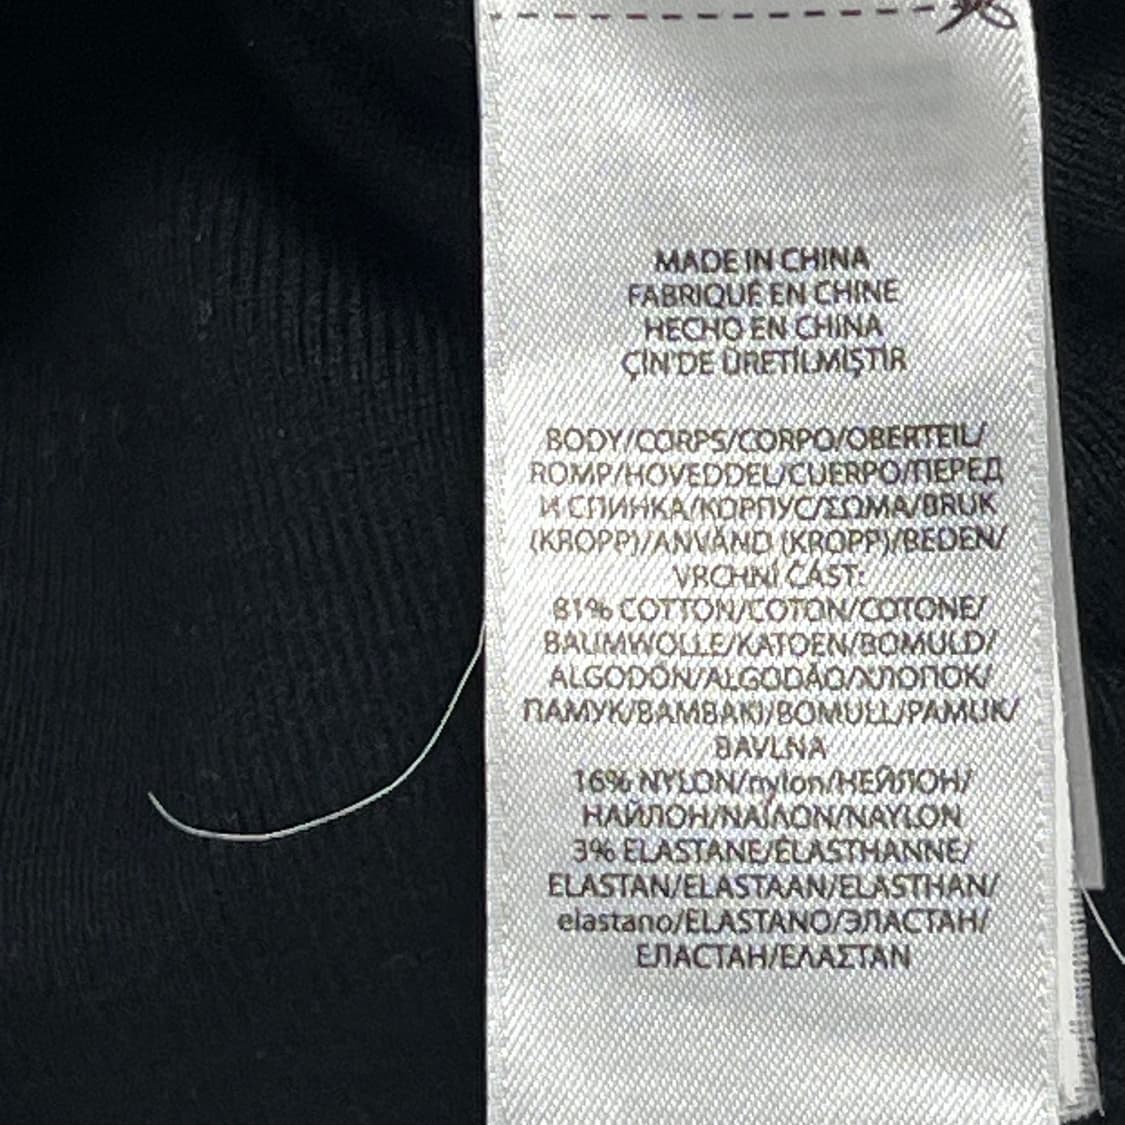 MADE IN CHINA
FABRIQUÉ EN CHINE
HECHO EN CHINA
ÇİN'DE ÜRETİLMİŞTİR
BODY/CORPS/CORPO/OBERTEIL/
ROMP/HOVEDDEL/CUERPO/ПЕРЕД
И СПИНКА/КОРПУС/ΣΩΜΑ/BRUK
(KROPP)/ANVÄND (KROPP)/BEDEN/
VRCHNÍ ČÁST:
81% COTTON/COTON/COTONE/
BAUMWOLLE/KATOEN/BOMULD/
ALGODÓN/ALGODÃO/ХЛОПОК/
ПАМУК/ΒΑΜΒΑΚΙ/BOMULL/PAMUK/
BAVLNA
16% NYLON/nylon/НЕЙЛОН/
НАЙЛОН/ΝΑΪΛΟΝ/NAYLON
3% ELASTANE/ÉLASTHANNE/
ELASTAN/ELASTAAN/ELASTHAN/
elastano/ELASTANO/ЭЛАСТАН/
ЕЛАСТАН/ΕΛΑΣΤΑΝ